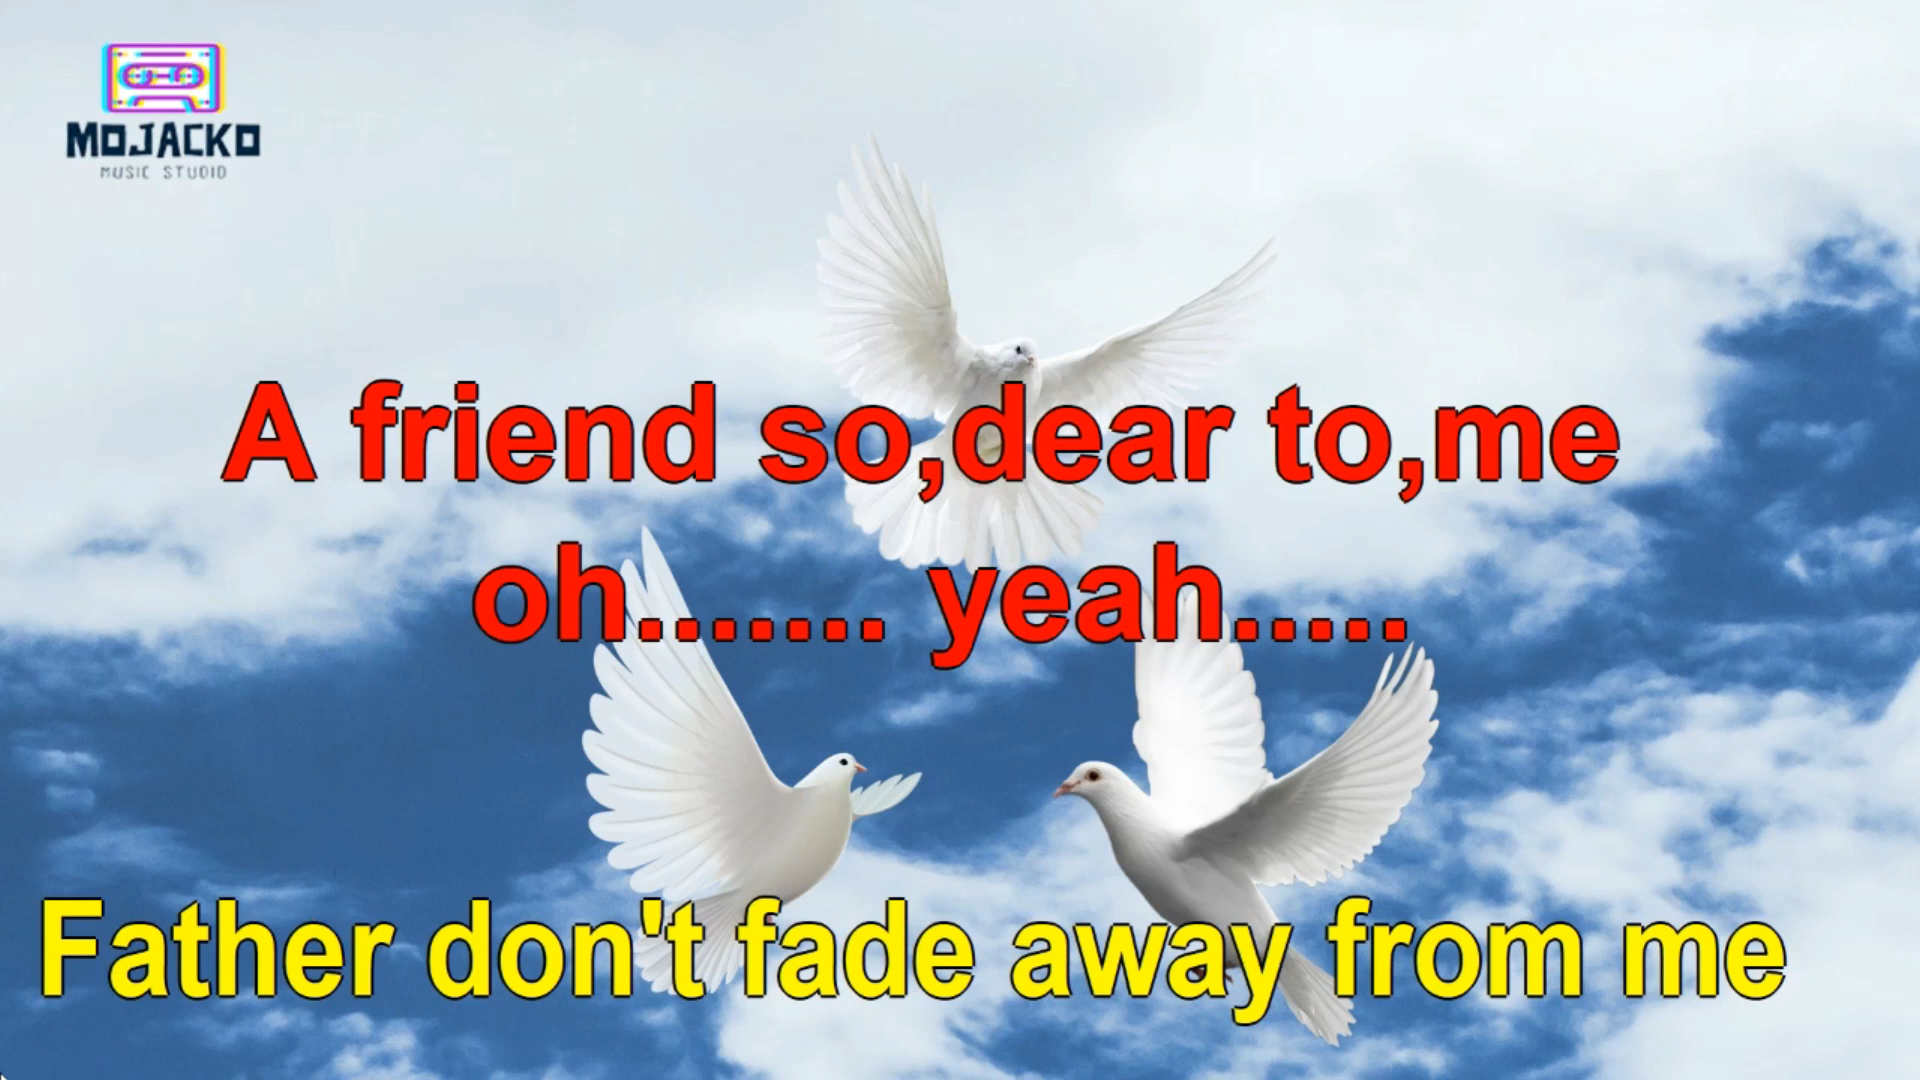 MOJACKO
MUSIC STUDIO
A friend so,dear to,me
oh....... yeah.....
Father don't fade away from me